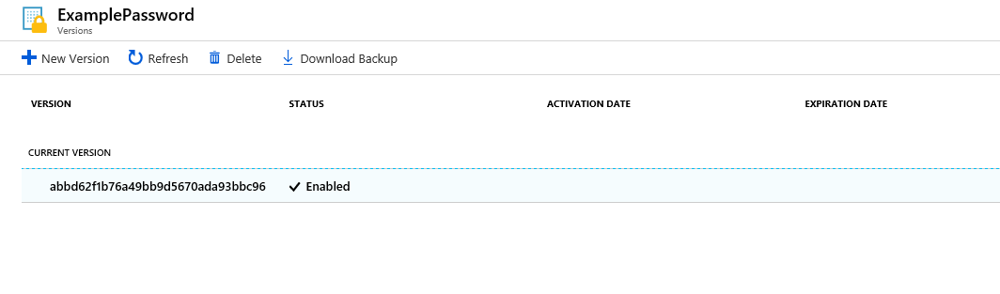 ExamplePassword
Versions
New Version Refresh Delete Download Backup
VERSION STATUS ACTIVATION DATE EXPIRATION DATE
CURRENT VERSION
abbd62f1b76a49bb9d5670ada93bbc96 Enabled